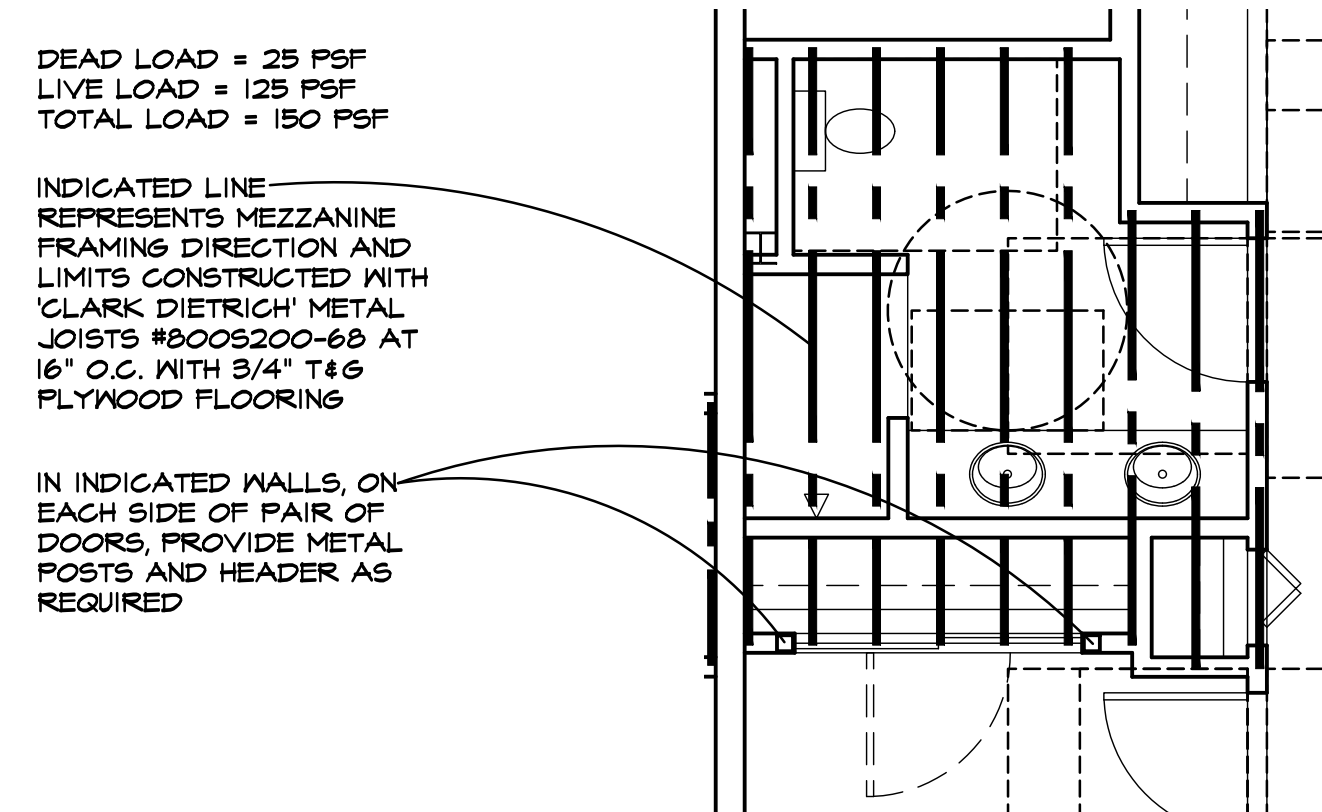 DEAD LOAD = 25 PSF
LIVE LOAD = 125 PSF
TOTAL LOAD = 150 PSF
INDICATED LINE
REPRESENTS MEZZANINE
FRAMING DIRECTION AND
LIMITS CONSTRUCTED WITH
'CLARK DIETRICH' METAL
JOISTS #800S200-68 AT
16" O.C. WITH 3/4" T&G
PLYWOOD FLOORING
IN INDICATED WALLS, ON
EACH SIDE OF PAIR OF
DOORS, PROVIDE METAL
POSTS AND HEADER AS
REQUIRED